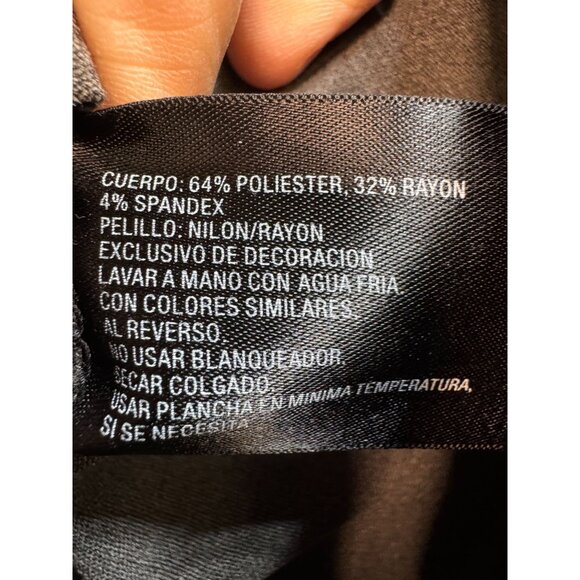 CUERPO: 64% POLIESTER, 32% RAYON
4% SPANDEX
PELILLO: NILON/RAYON
EXCLUSIVO DE DECORACION
LAVAR A MANO CON AGUA FRIA
CON COLORES SIMILARES.
AL REVERSO.
NO USAR BLANQUEADOR.
SECAR COLGADO.
USAR PLANCHA EN MINIMA TEMPERATURA,
SI SE NECESITA